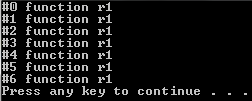 #0 function r1
#1 function r1
#2 function r1
#3 function r1
#4 function r1
#5 function r1
#6 function r1
Press any key to continue . . .